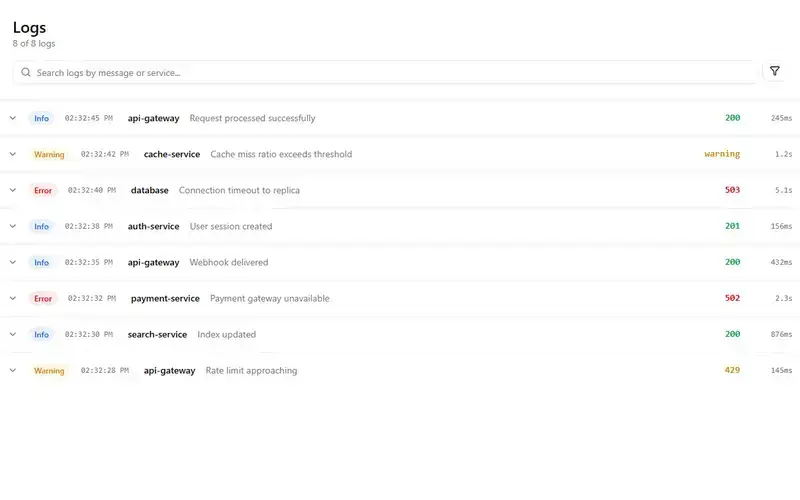 Logs
8 of 8 logs
Search logs by message or service...
Info 02:32:45 PM api-gateway Request processed successfully 200 245ms
Warning 02:32:42 PM cache-service Cache miss ratio exceeds threshold warning 1.2s
Error 02:32:40 PM database Connection timeout to replica 503 5.1s
Info 02:32:38 PM auth-service User session created 201 156ms
Info 02:32:35 PM api-gateway Webhook delivered 200 432ms
Error 02:32:32 PM payment-service Payment gateway unavailable 502 2.3s
Info 02:32:30 PM search-service Index updated 200 876ms
Warning 02:32:28 PM api-gateway Rate limit approaching 429 145ms